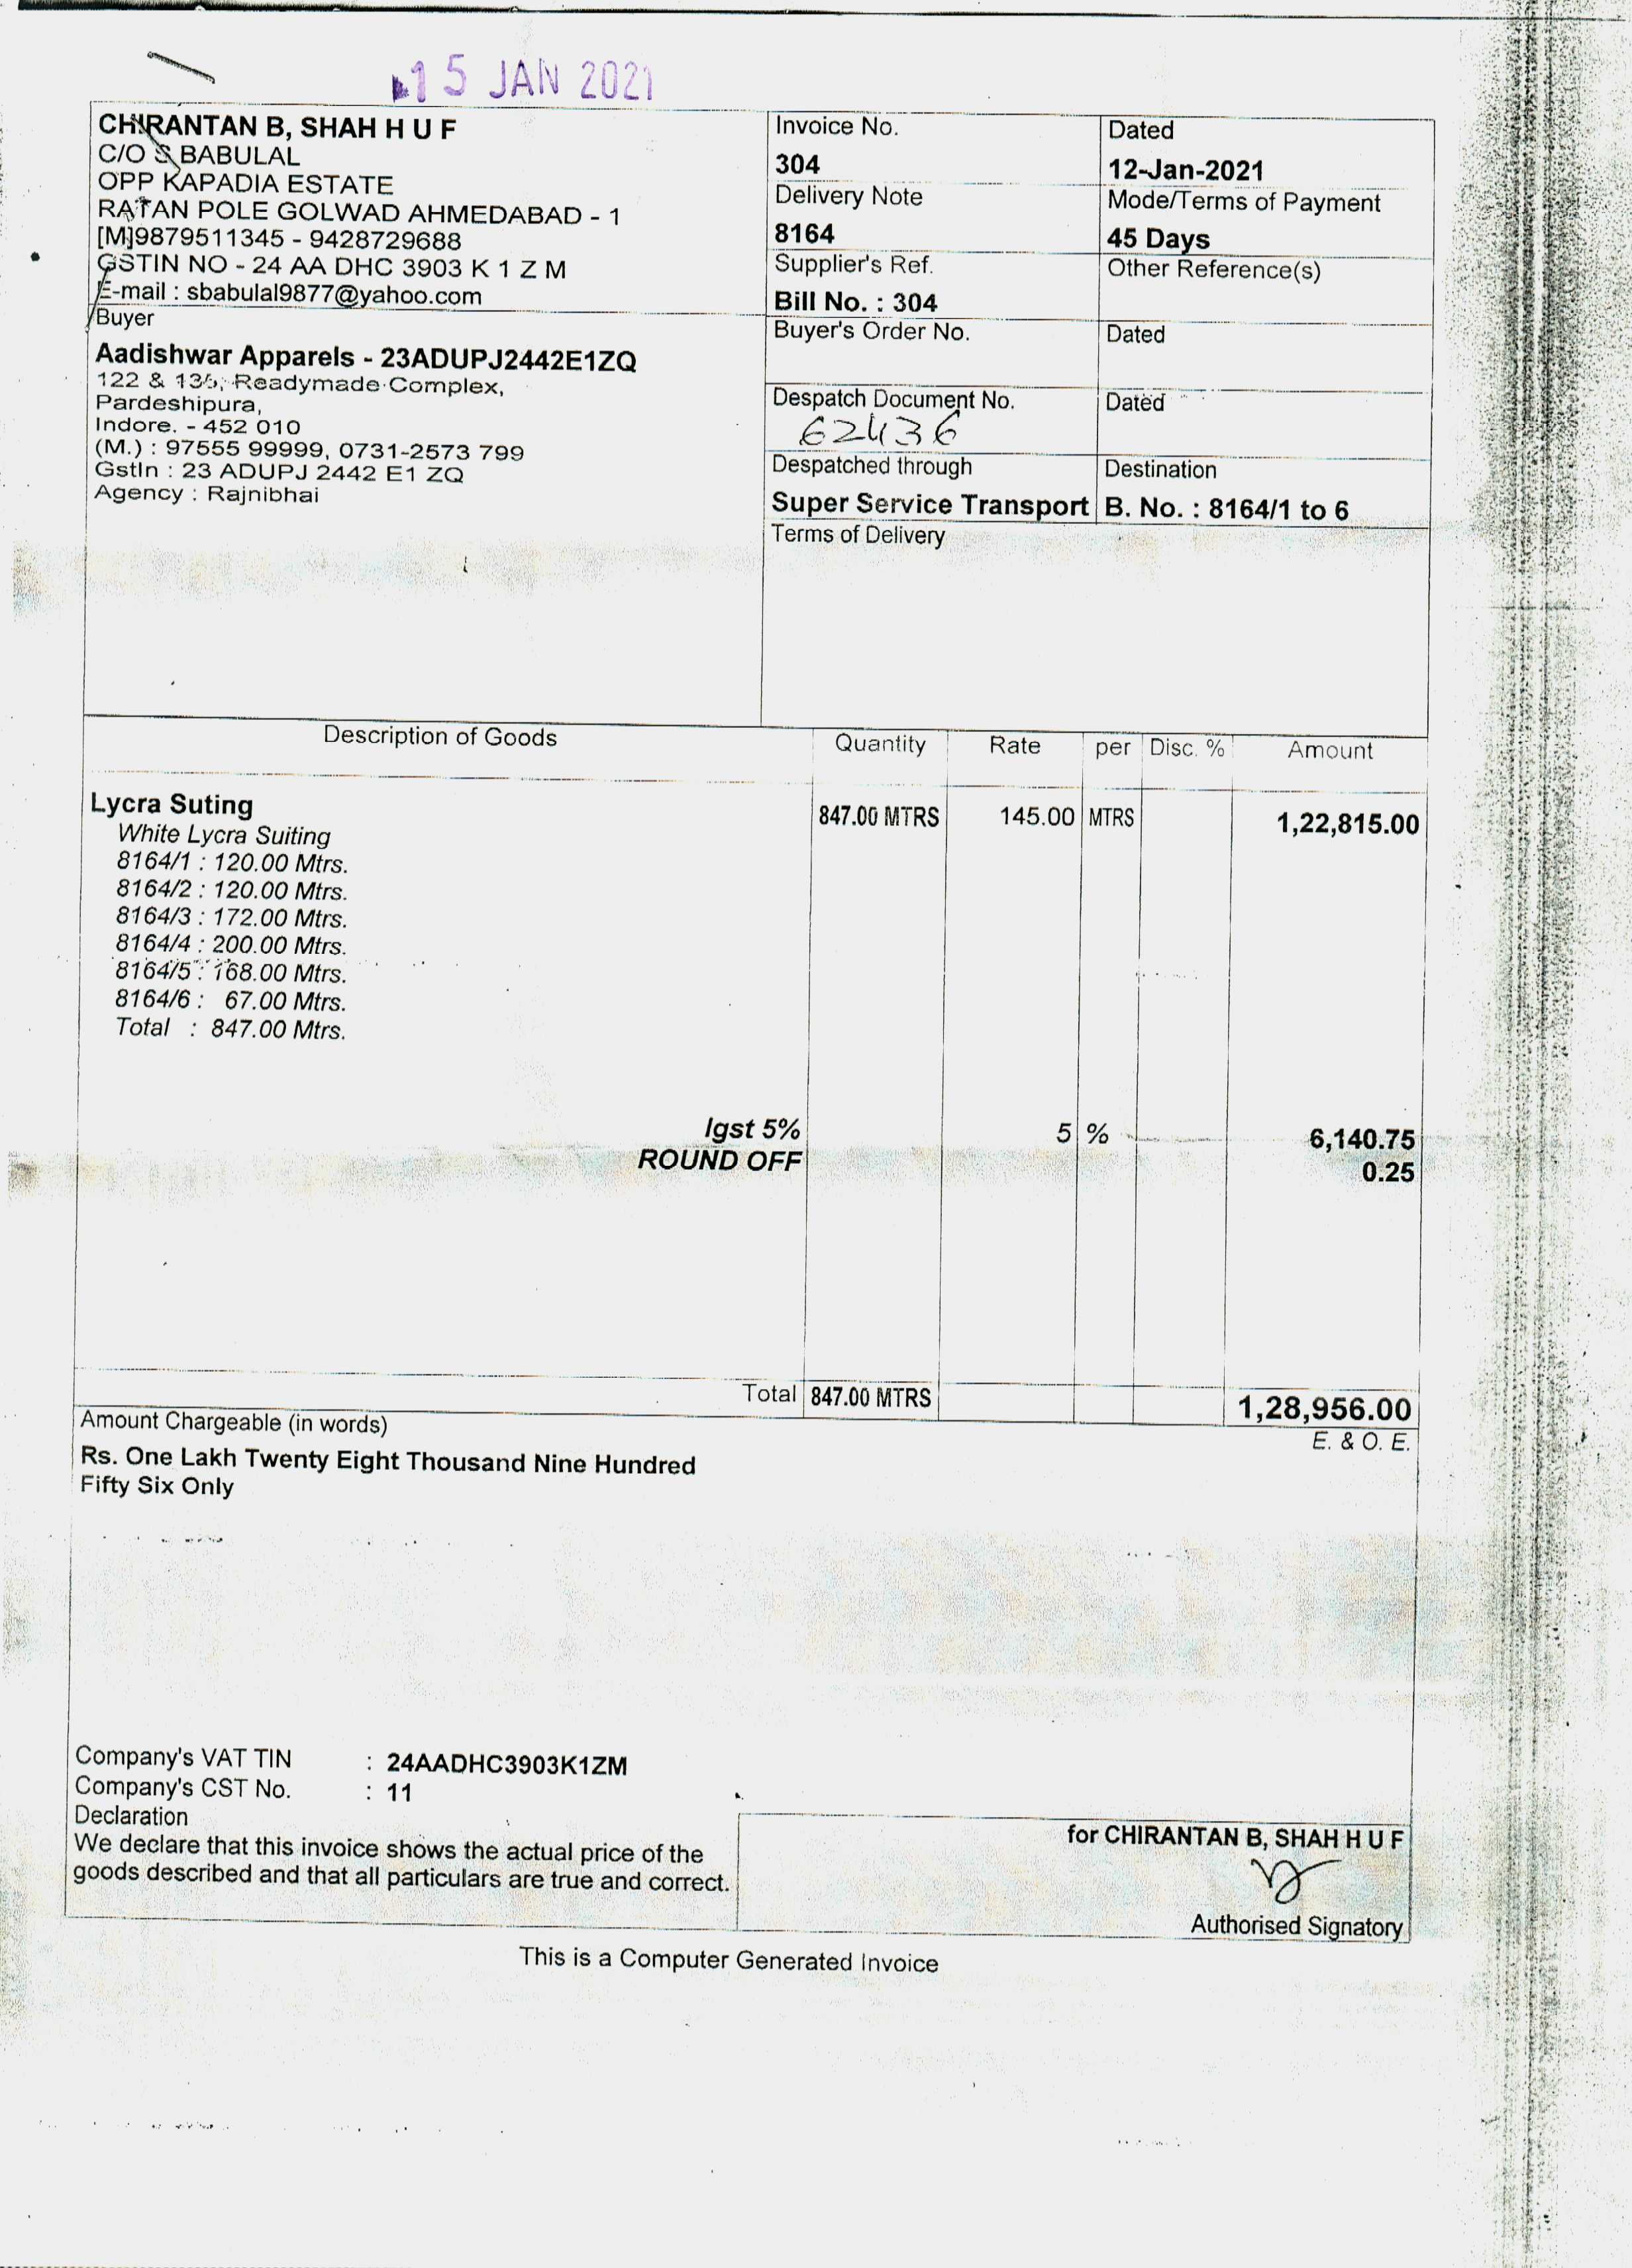 15 JAN 2021
CHIRANTAN B, SHAH H U F
C/O S BABULAL
OPP KAPADIA ESTATE
RATAN POLE GOLWAD AHMEDABAD - 1
[M]9879511345 - 9428729688
GSTIN NO - 24 AA DHC 3903 K 1 Z M
E-mail : sbabulal9877@yahoo.com
Invoice No.
304
Dated
12-Jan-2021
Delivery Note
8164
Mode/Terms of Payment
45 Days
Supplier's Ref.
Bill No. : 304
Other Reference(s)
Buyer
Aadishwar Apparels - 23ADUPJ2442E1ZQ
122 & 136, Readymade Complex,
Pardeshipura,
Indore. - 452 010
(M.) : 97555 99999, 0731-2573 799
GstIn : 23 ADUPJ 2442 E1 ZQ
Agency : Rajnibhai
Buyer's Order No.
Dated
Despatch Document No.
62436
Dated
Despatched through
Super Service Transport
Destination
B. No. : 8164/1 to 6
Terms of Delivery
Description of Goods Quantity Rate per Disc. % Amount
Lycra Suting 847.00 MTRS 145.00 MTRS 1,22,815.00
White Lycra Suiting
8164/1 : 120.00 Mtrs.
8164/2 : 120.00 Mtrs.
8164/3 : 172.00 Mtrs.
8164/4 : 200.00 Mtrs.
8164/5 : 168.00 Mtrs.
8164/6 : 67.00 Mtrs.
Total : 847.00 Mtrs.
Igst 5% 5 % 6,140.75
ROUND OFF 0.25
Total 847.00 MTRS 1,28,956.00
Amount Chargeable (in words) E. & O. E.
Rs. One Lakh Twenty Eight Thousand Nine Hundred
Fifty Six Only
Company's VAT TIN : 24AADHC3903K1ZM
Company's CST No. : 11
Declaration
We declare that this invoice shows the actual price of the
goods described and that all particulars are true and correct.
for CHIRANTAN B, SHAH H U F
Authorised Signatory
This is a Computer Generated Invoice